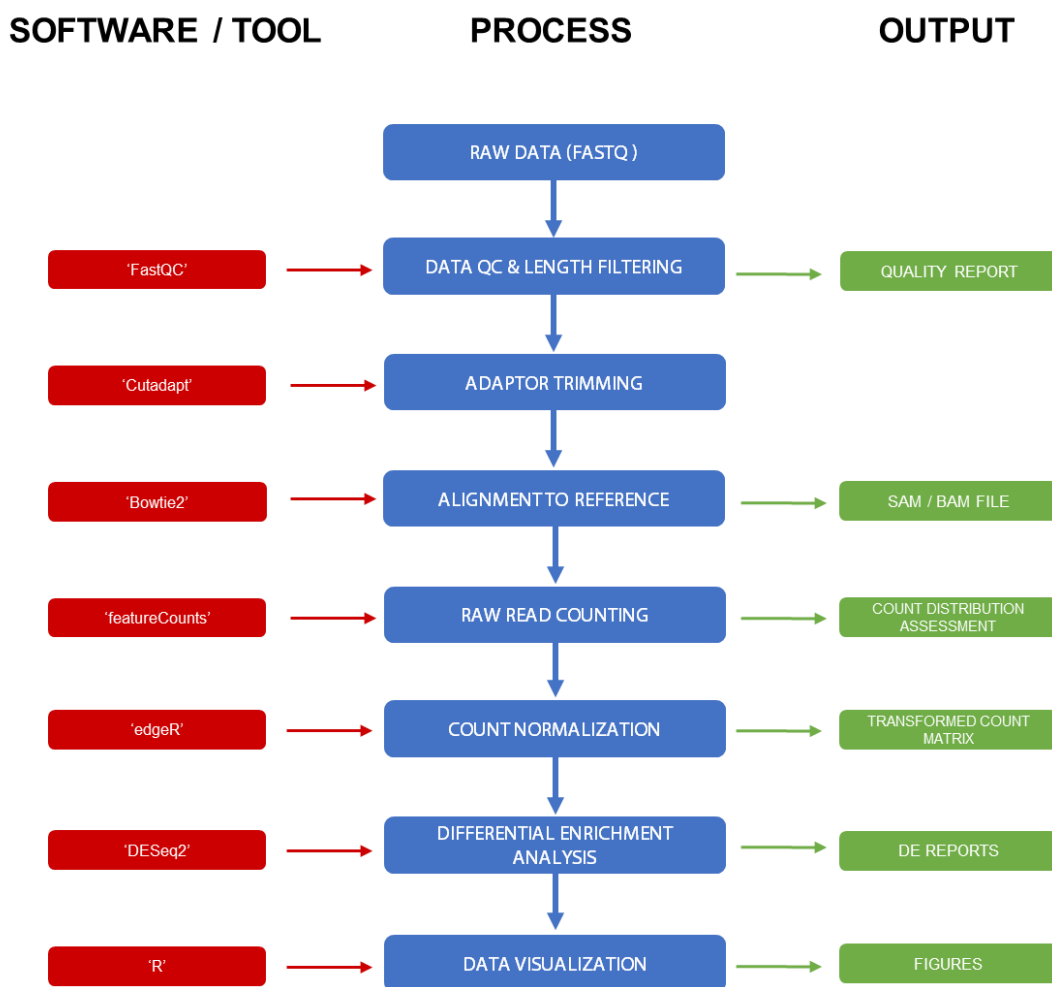 SOFTWARE / TOOL PROCESS OUTPUT
RAW DATA (FASTQ )
‘FastQC’ DATA QC & LENGTH FILTERING QUALITY REPORT
‘Cutadapt’ ADAPTOR TRIMMING
‘Bowtie2’ ALIGNMENT TO REFERENCE SAM / BAM FILE
‘featureCounts’ RAW READ COUNTING COUNT DISTRIBUTION
ASSESSMENT
‘edgeR’ COUNT NORMALIZATION TRANSFORMED COUNT
MATRIX
‘DESeq2’ DIFFERENTIAL ENRICHMENT
ANALYSIS DE REPORTS
‘R’ DATA VISUALIZATION FIGURES